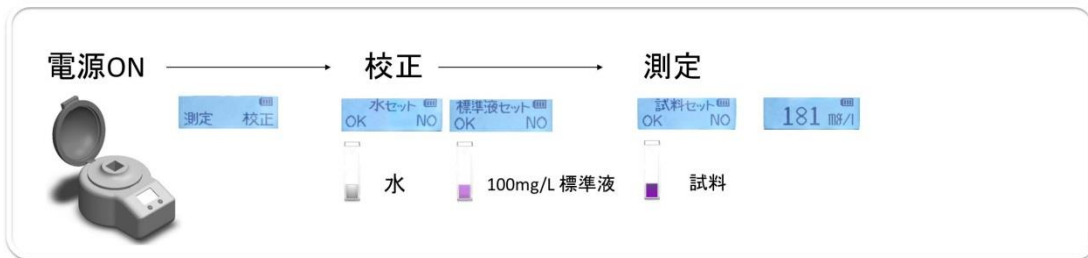 電源ON
校正
測定
測定 校正
水セット
OK NO
標準液セット
OK NO
試料セット
OK NO
181 mg/l
水
100mg/L 標準液
試料